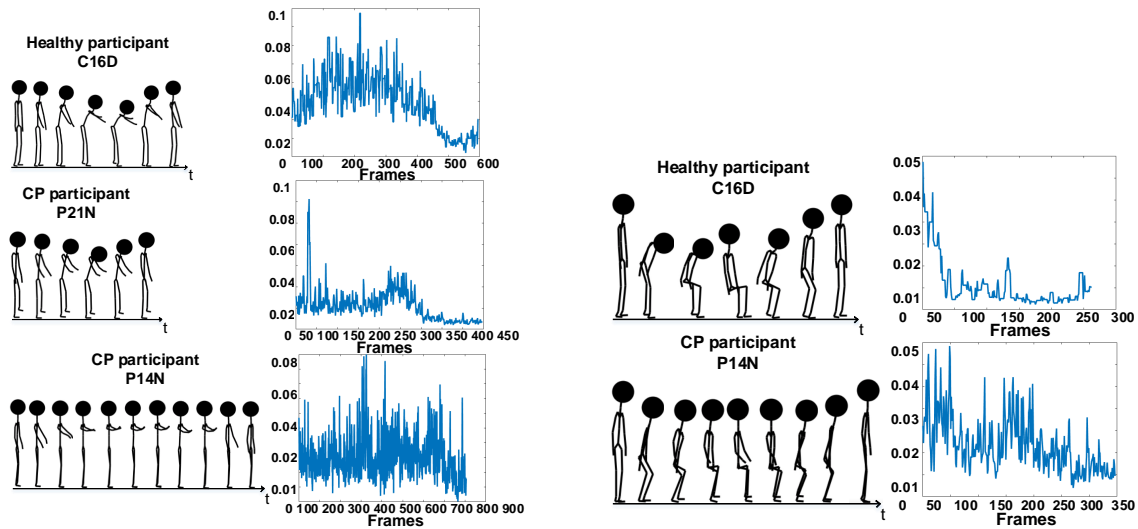 Healthy participant
C16D
t
0.1
0.08
0.06
0.04
0.02
0 100 200 300 400 500 600
Frames
CP participant
P21N
t
0.1
0.08
0.06
0.04
0.02
0 50 100 150 200 250 300 350 400 450
Frames
CP participant
P14N
t
0.08
0.06
0.04
0.02
0.01
0 100 200 300 400 500 600 700 800 900
Frames
Healthy participant
C16D
t
0.05
0.04
0.03
0.02
0.01
50 100 150 200 250 300
Frames
CP participant
P14N
t
0.05
0.04
0.03
0.02
0.01
50 100 150 200 250 300 350
Frames